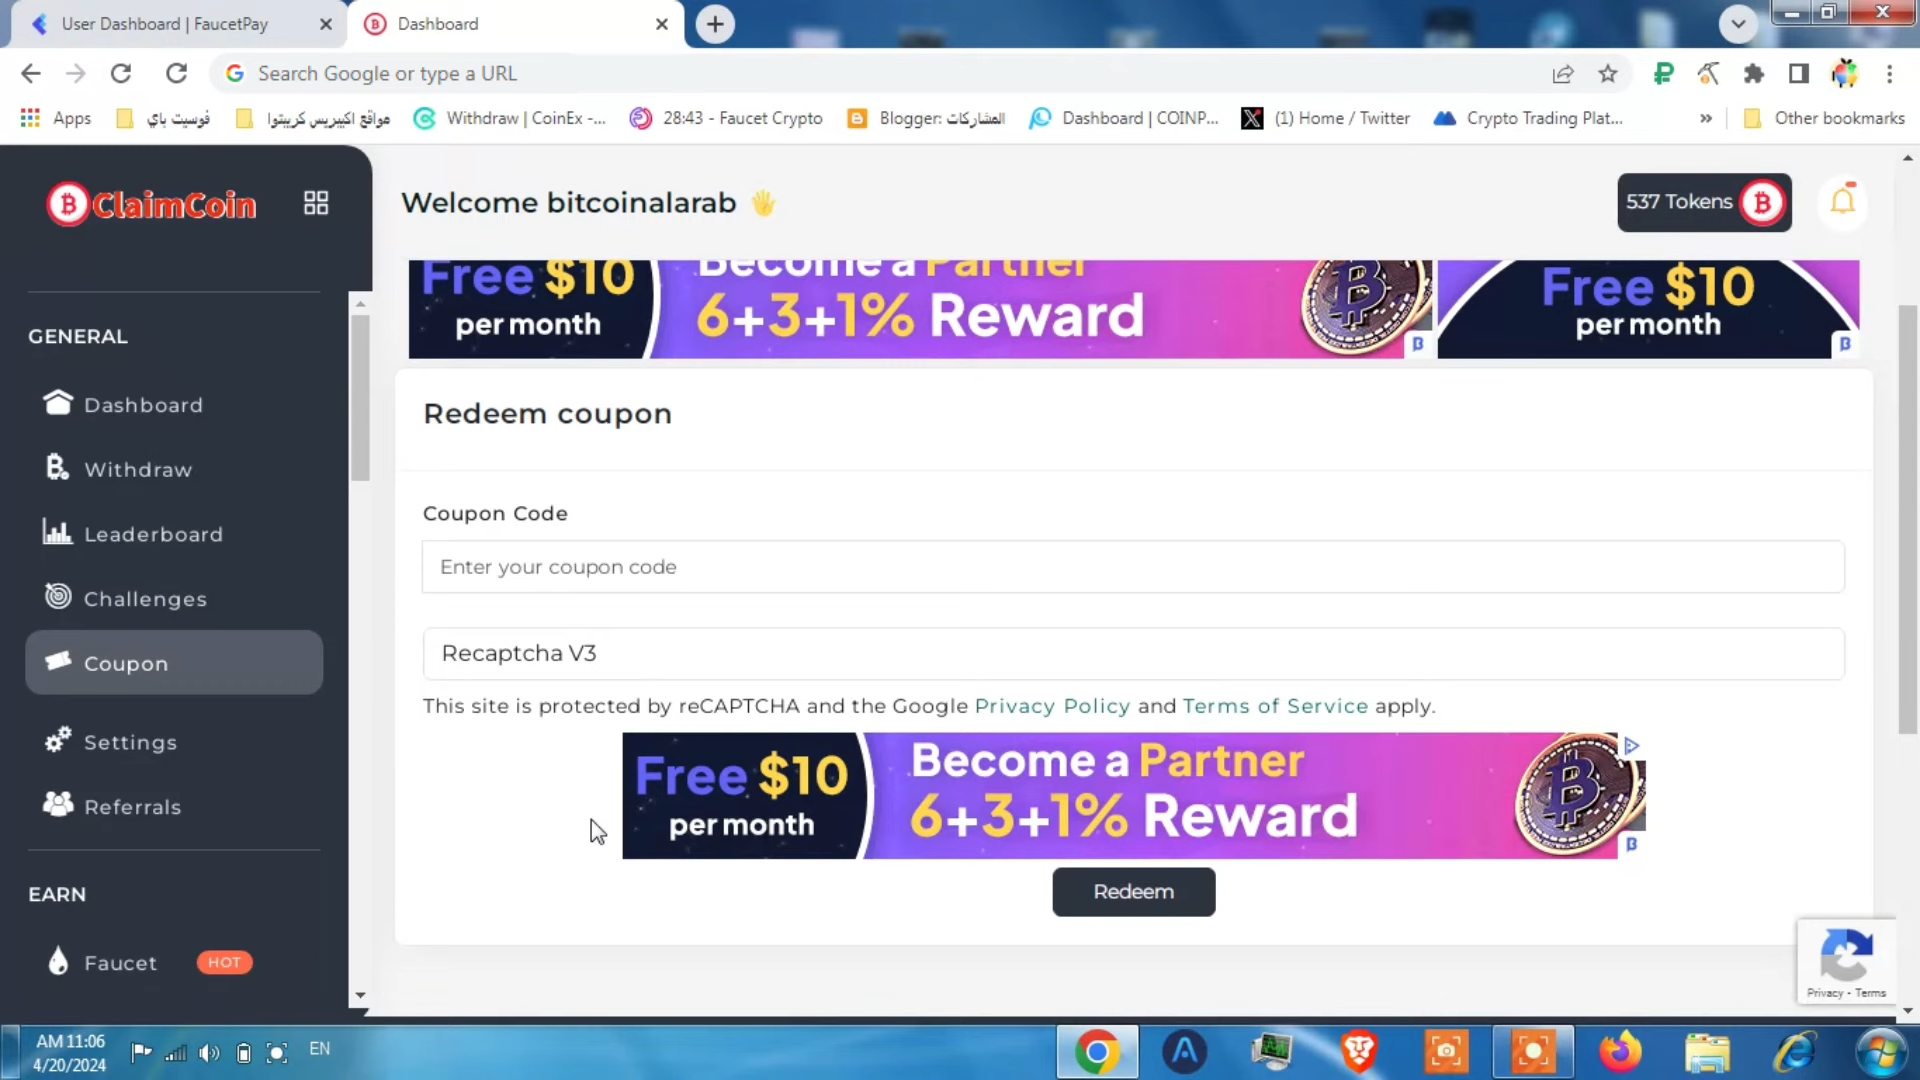 User Dashboard | FaucetPay
Dashboard
Search Google or type a URL
Apps
فوسيت باي
مواقع اكبيريس كريبتوا
Withdraw | CoinEx -...
28:43 - Faucet Crypto
Blogger: المشاركات
Dashboard | COINP...
(1) Home / Twitter
Crypto Trading Plat...
»
Other bookmarks
ClaimCoin
Welcome bitcoinalarab
537 Tokens
Free $10
per month
Become a Partner
6+3+1% Reward
Free $10
per month
GENERAL
Dashboard
Withdraw
Leaderboard
Challenges
Coupon
Settings
Referrals
EARN
Faucet
HOT
Redeem coupon
Coupon Code
Enter your coupon code
Recaptcha V3
This site is protected by reCAPTCHA and the Google Privacy Policy and Terms of Service apply.
Free $10
per month
Become a Partner
6+3+1% Reward
Redeem
Privacy - Terms
AM 11:06
4/20/2024
EN